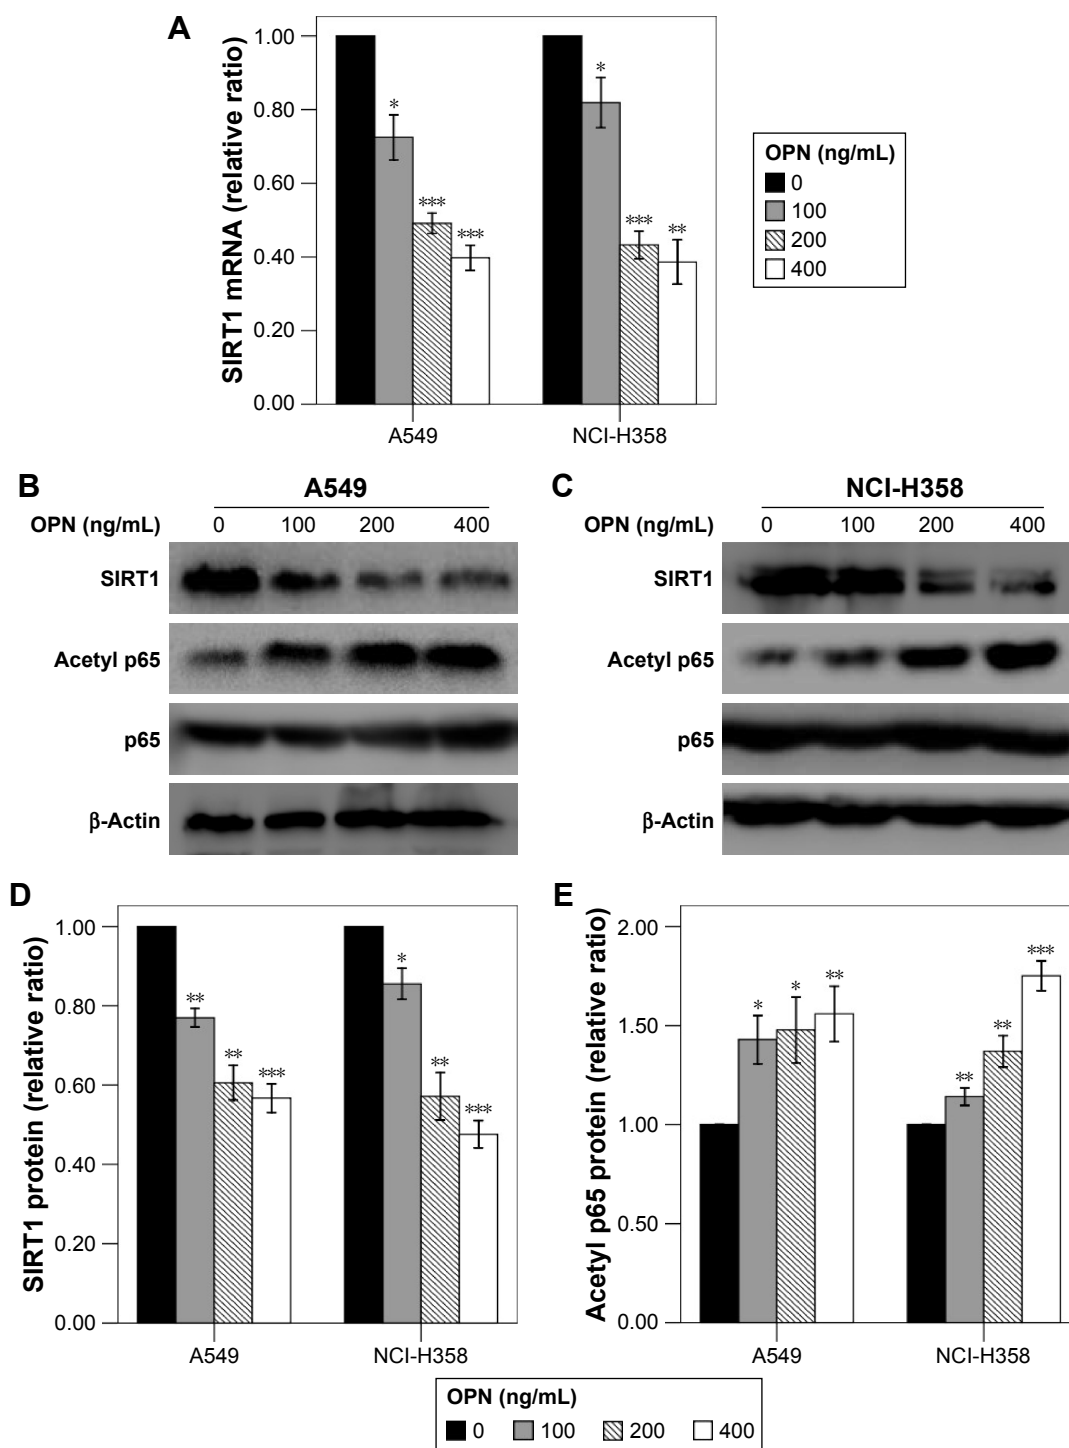 A
SIRT1 mRNA (relative ratio)
1.00
0.80
0.60
0.40
0.20
0.00
*
***
***
*
***
**
A549
NCI-H358
OPN (ng/mL)
0
100
200
400
B
A549
OPN (ng/mL) 0 100 200 400
SIRT1
Acetyl p65
p65
β-Actin
C
NCI-H358
OPN (ng/mL) 0 100 200 400
SIRT1
Acetyl p65
p65
β-Actin
D
SIRT1 protein (relative ratio)
1.00
0.80
0.60
0.40
0.20
0.00
**
**
***
*
**
***
A549
NCI-H358
E
Acetyl p65 protein (relative ratio)
2.00
1.50
1.00
0.50
0.00
*
*
**
**
**
***
A549
NCI-H358
OPN (ng/mL)
0 100 200 400